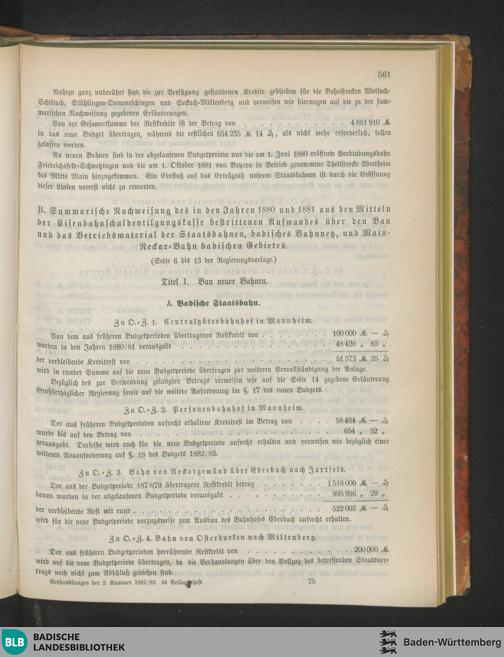 561
Nahezu ganz unberührt sind die zur Verfügung gestandenen Kredite geblieben für die Bahnstrecken Wolfach-
Schiltach, Stühlingen-Donaueschingen und Seckach-Miltenberg und verweisen wir hierwegen auf die zu der sum-
marischen Nachweisung gegebenen Erläuterungen.
Von der Gesammtsumme der Restkredite ist der Betrag von . . . . . . . . . . . . 4 861 910 ℳ
in das neue Budget übertragen, während die restlichen 654 235 ℳ 14 ₰, als nicht mehr erforderlich, fallen
gelassen werden.
An neuen Bahnen sind in der abgelaufenen Budgetperiode nur die am 1. Juni 1880 eröffnete Verbindungsbahn
Friedrichsfeld-Schwetzingen und die am 1. Oktober 1881 von Bayern in Betrieb genommene Theilstrecke Wertheim
bis Mitte Main hinzugekommen. Ein Einfluß auf das Erträgniß unserer Staatsbahnen ist durch die Eröffnung
dieser Linien vorerst nicht zu erwarten.
B. Summarische Nachweisung des in den Jahren 1880 und 1881 aus den Mitteln
der Eisenbahnschuldentilgungskasse bestrittenen Aufwandes über den Bau
und das Betriebsmaterial der Staatsbahnen, badisches Bahnnetz, und Main-
Neckar-Bahn badischen Gebietes.
(Seite 6 bis 13 der Regierungsvorlage.)
Titel I. Bau neuer Bahnen.
A. Badische Staatsbahn.
Zu O.-Z. 1. Centralgüterbahnhof in Mannheim.
Von dem aus früheren Budgetperioden übertragenen Restkredit von . . . . . . 100 000 ℳ — ₰
wurden in den Jahren 1880/81 verausgabt . . . . . . . . . . . . 48 426 „ 65 „
der verbleibende Kreditrest von . . . . . . . . . . . . 51 573 ℳ 35 ₰
wird in runder Summe auf die neue Budgetperiode übertragen zur weiteren Vervollständigung der Anlage.
Bezüglich des zur Verwendung gelangten Betrags verweisen wir auf die Seite 14 gegebene Erläuterung
Großherzoglicher Regierung sowie auf die weitere Anforderung in §. 17 des neuen Budgets.
Zu O.-Z. 2. Personenbahnhof in Mannheim.
Der aus früheren Budgetperioden aufrecht erhaltene Kreditrest im Betrag von . . . . 58 484 ℳ — ₰
wurde bis auf den Betrag von . . . . . . . . . . . . 654 „ 32 „
verausgabt. Derselbe wird auch für die neue Budgetperiode aufrecht erhalten und verweisen wir bezüglich einer
weiteren Neuanforderung auf §. 18 des Budgets 1882/83.
Zu O.-Z. 3. Bahn von Neckargemünd über Eberbach nach Jaxtfeld.
Der aus der Budgetperiode 1878/79 übertragene Restkredit betrug . . . . . . 1 518 000 ℳ — ₰
davon wurden in der abgelaufenen Budgetperiode verausgabt . . . . . . 995 996 „ 29 „
der verbleibende Rest mit rund . . . . . . . . . . . . 522 003 ℳ — ₰
wird für die neue Budgetperiode vorzugsweise zum Ausbau des Bahnhofes Eberbach aufrecht erhalten.
Zu O.-Z. 4. Bahn von Osterburken nach Miltenberg.
Der aus früheren Budgetperioden herrührende Restkredit von . . . . . . . . . . 200 000 ℳ
wird auf die neue Budgetperiode übertragen, da die Verhandlungen über den Vollzug des betreffenden Staatsver-
trags noch nicht zum Abschluß gediehen sind.
Verhandlungen der 2. Kammer 1881/82. 4s Beilagenheft. 75
BLB BADISCHE
LANDESBIBLIOTHEK
Baden-Württemberg